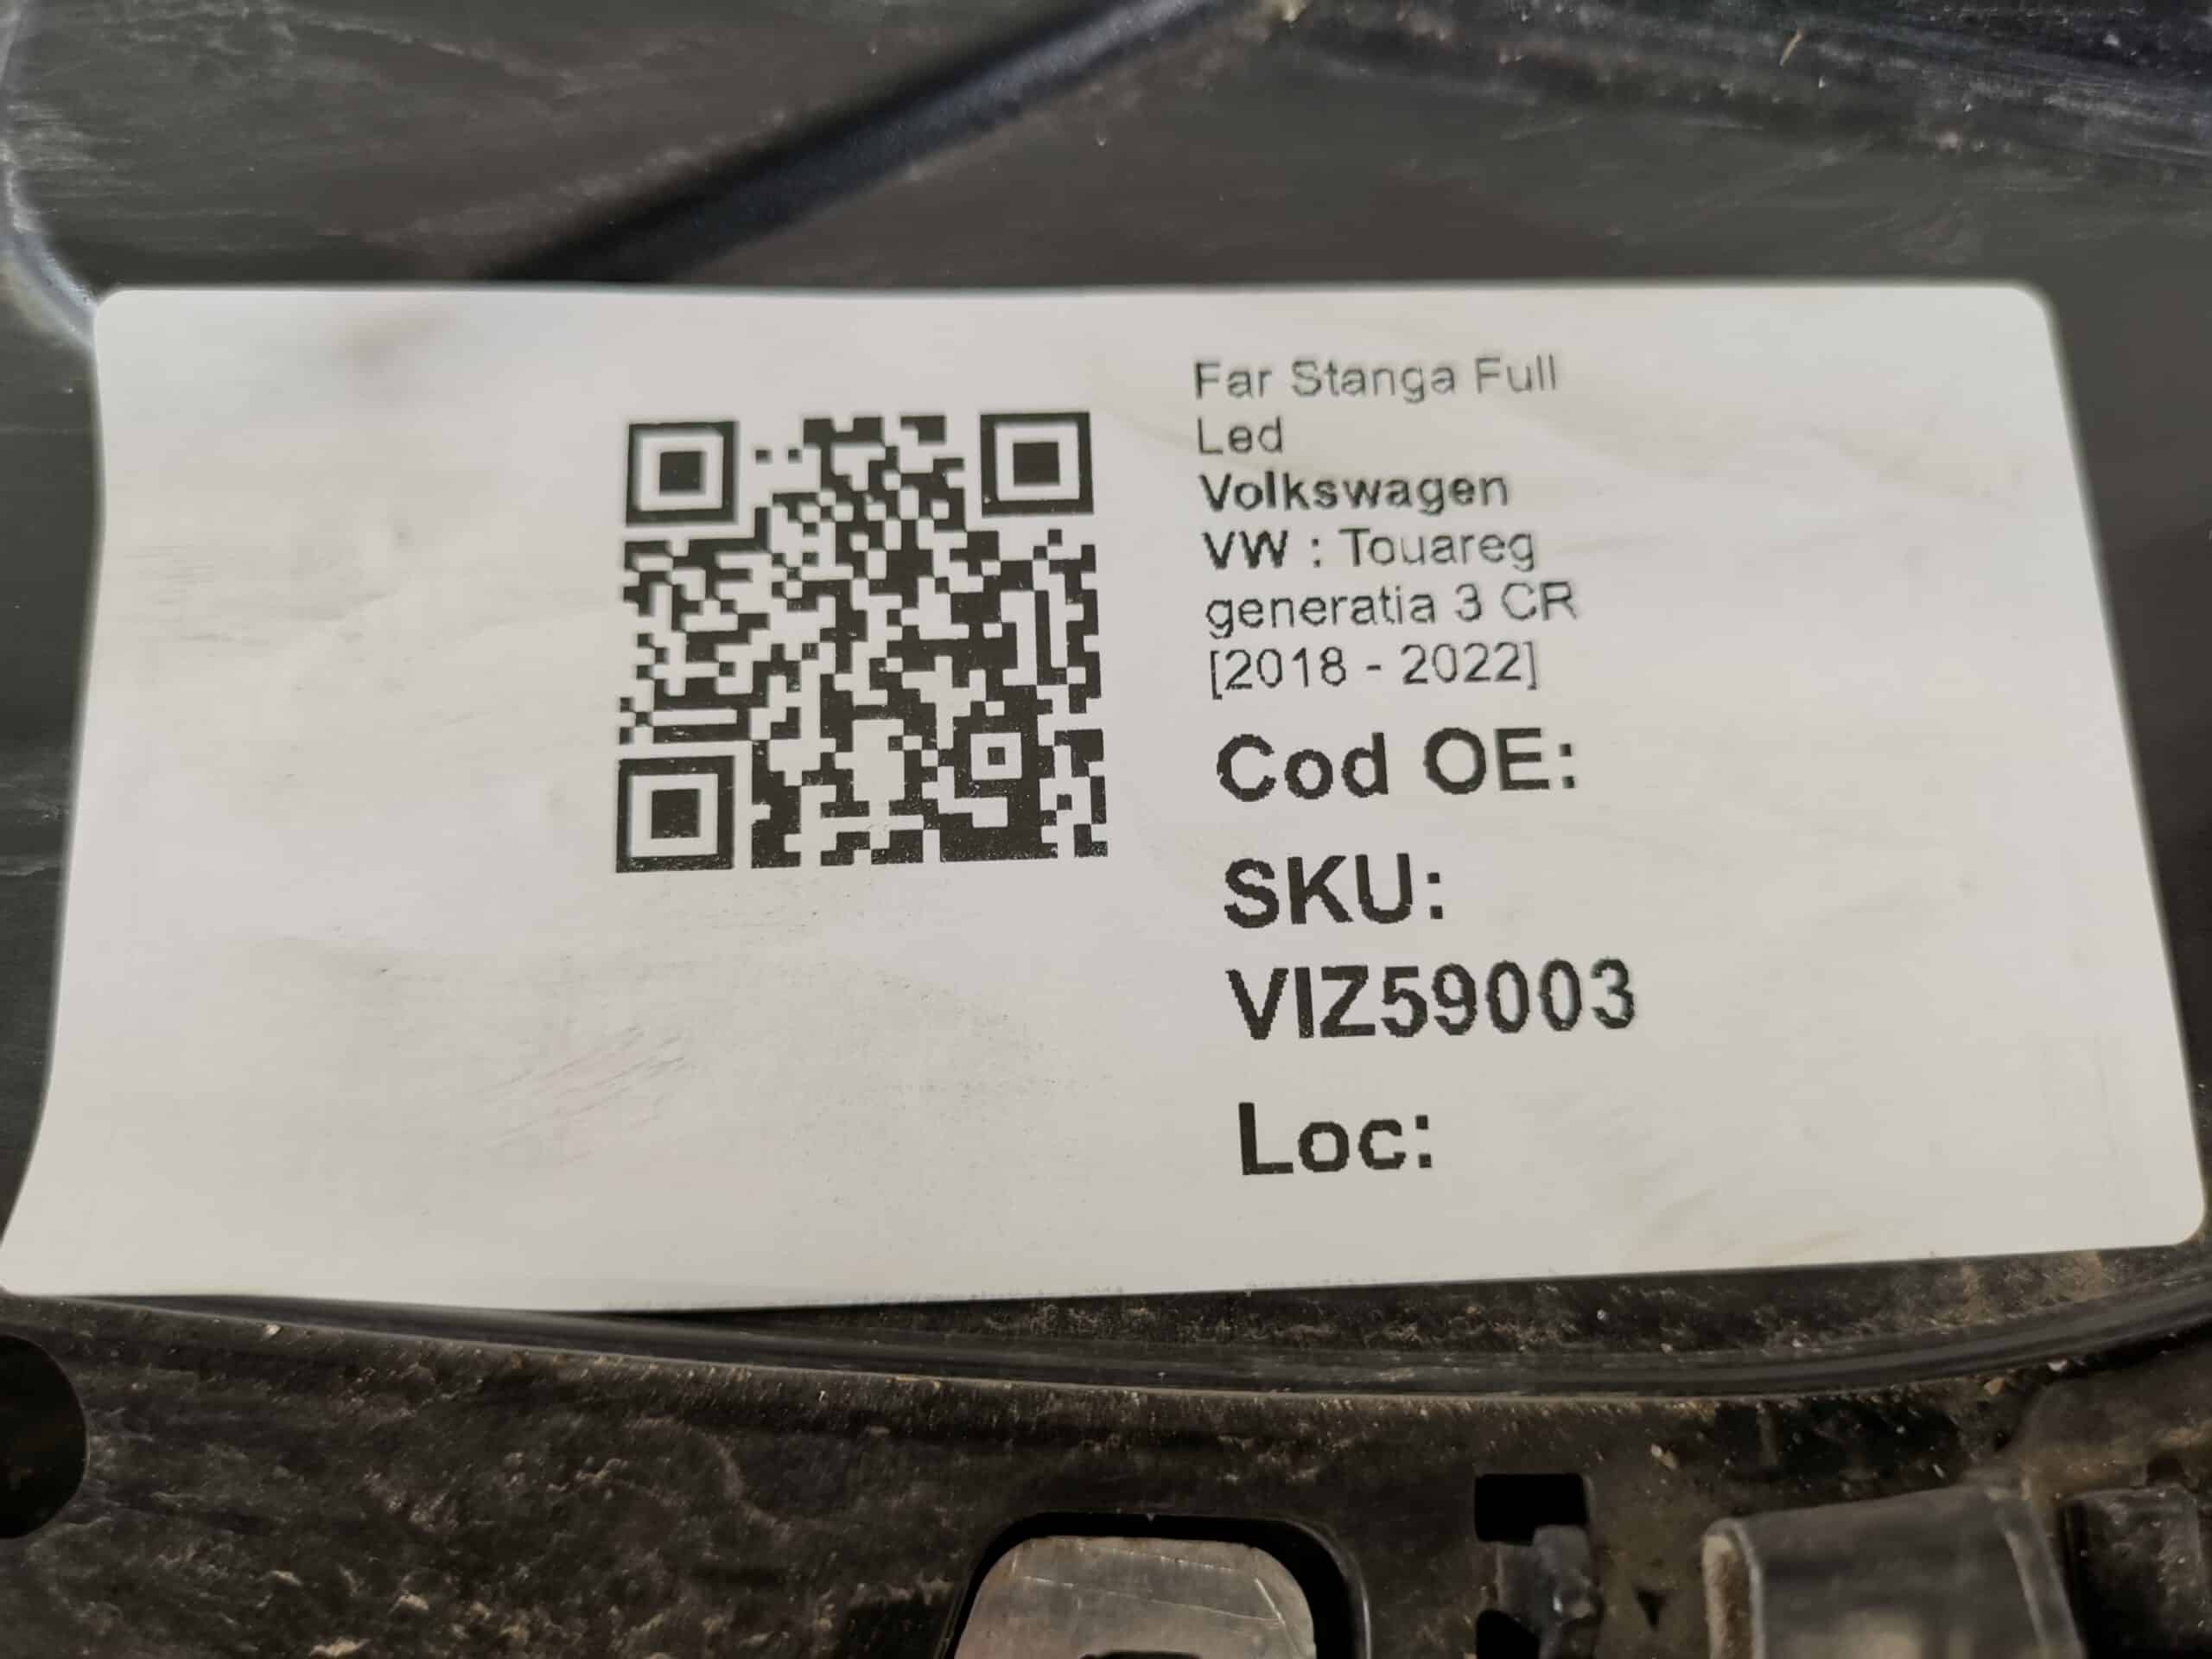 Far Stanga Full
Led
Volkswagen
VW : Touareg
generatia 3 CR
[2018 - 2022]
Cod OE:
SKU:
VIZ59003
Loc: